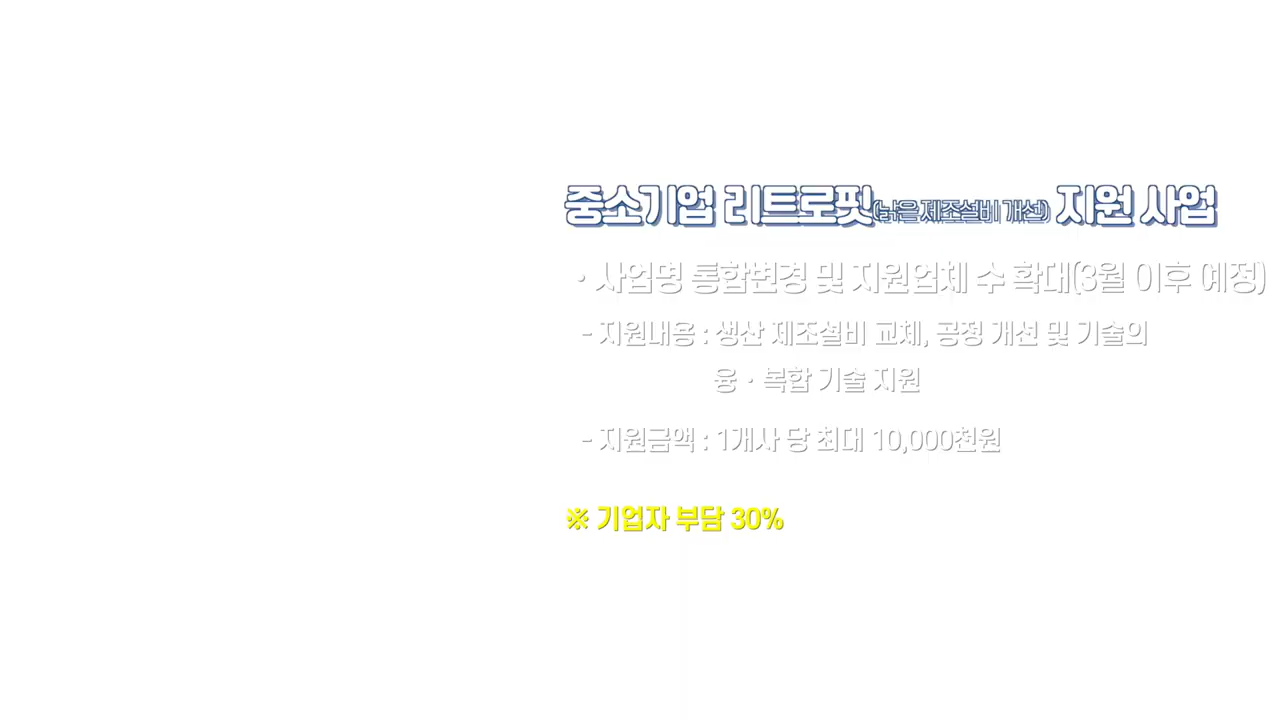 중소기업 리트로핏(낡은 제조설비 개선) 지원 사업
· 사업명 통합변경 및 지원업체 수 확대(3월 이후 예정)
- 지원내용 : 생산 제조설비 교체, 공정 개선 및 기술의
융 · 복합 기술 지원
- 지원금액 : 1개사 당 최대 10,000천원
※ 기업자 부담 30%